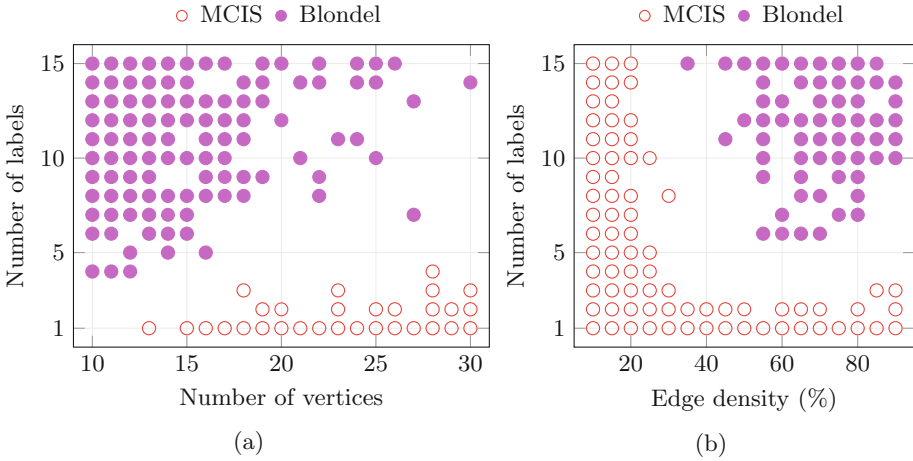 MCIS Blondel
15
10
5
1
10 15 20 25 30
Number of labels
Number of vertices
(a)
MCIS Blondel
15
10
5
1
20 40 60 80
Number of labels
Edge density (%)
(b)